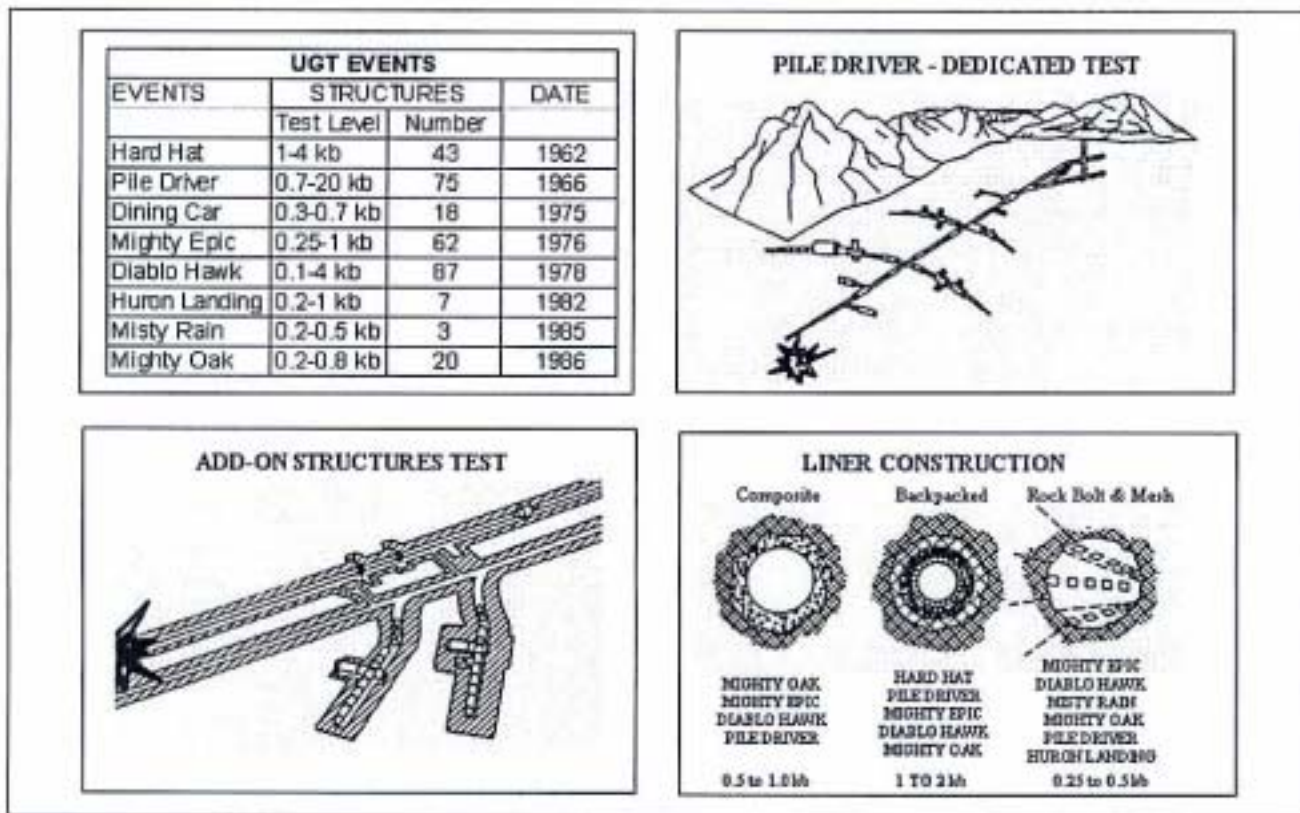 UGT EVENTS
EVENTS STRUCTURES DATE
Test Level Number
Hard Hat 1-4 kb 43 1962
Pile Driver 0.7-20 kb 75 1966
Dining Car 0.3-0.7 kb 18 1975
Mighty Epic 0.25-1 kb 62 1976
Diablo Hawk 0.1-4 kb 87 1978
Huron Landing 0.2-1 kb 7 1982
Misty Rain 0.2-0.5 kb 3 1985
Mighty Oak 0.2-0.8 kb 20 1986
PILE DRIVER - DEDICATED TEST
ADD-ON STRUCTURES TEST
LINER CONSTRUCTION
Composite Backpacked Rock Bolt & Mesh
MIGHTY OAK
MIGHTY EPIC
DIABLO HAWK
PILE DRIVER
0.5 to 1.0 kb
HARD HAT
PILE DRIVER
MIGHTY EPIC
DIABLO HAWK
MIGHTY OAK
1 TO 2 kb
MIGHTY EPIC
DIABLO HAWK
MISTY RAIN
MIGHTY OAK
PILE DRIVER
HURON LANDING
0.25 to 0.5 kb